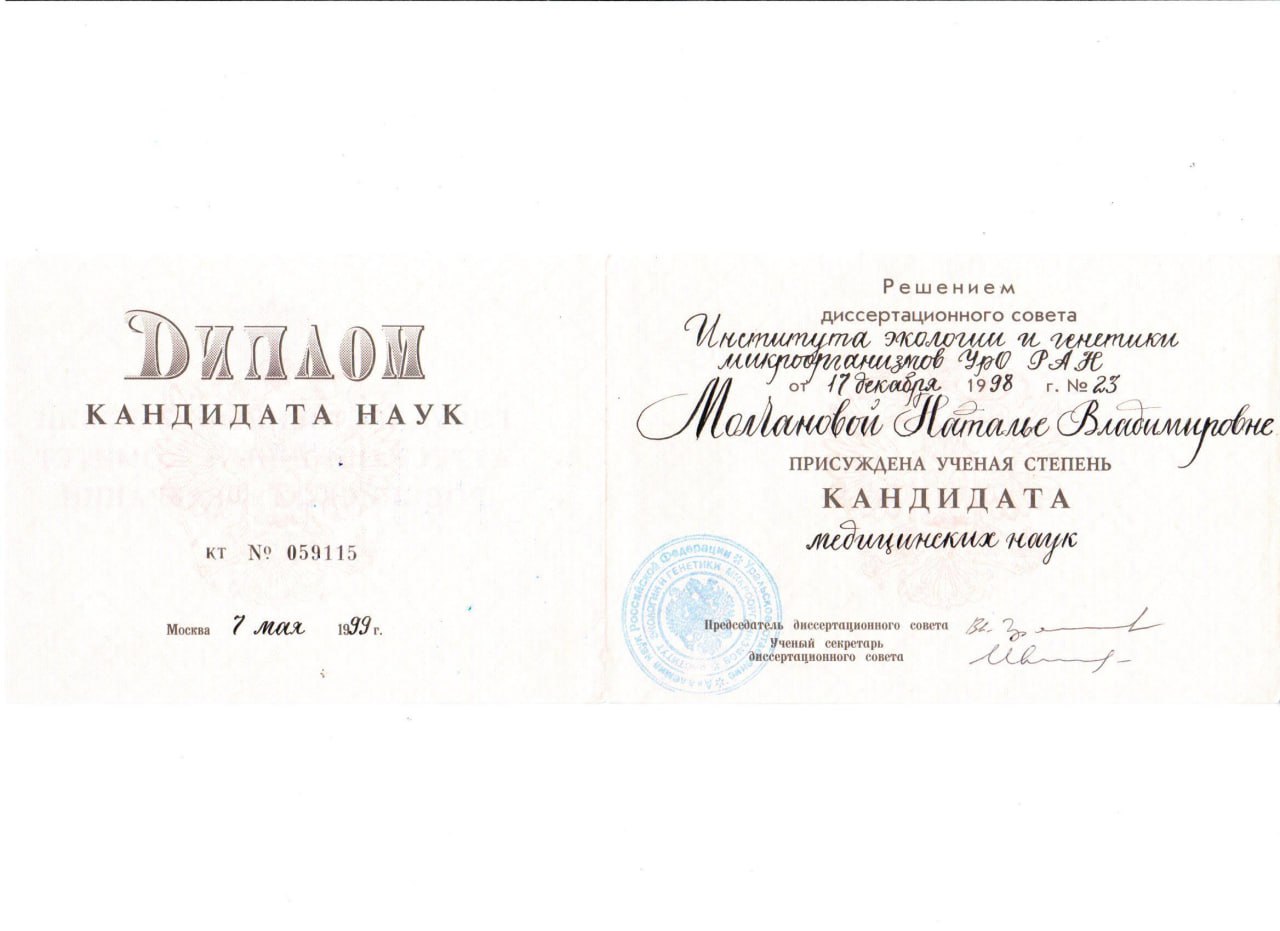 Диплом
КАНДИДАТА НАУК
КТ № 059115
Москва 7 мая 1999 г.
Решением
диссертационного совета
Института экологии и генетики
микроорганизмов УрО РАН
от 17 декабря 1998 г. № 23
Молчановой Наталье Владимировне
ПРИСУЖДЕНА УЧЕНАЯ СТЕПЕНЬ
КАНДИДАТА
медицинских наук
Председатель диссертационного совета
Ученый секретарь
диссертационного совета